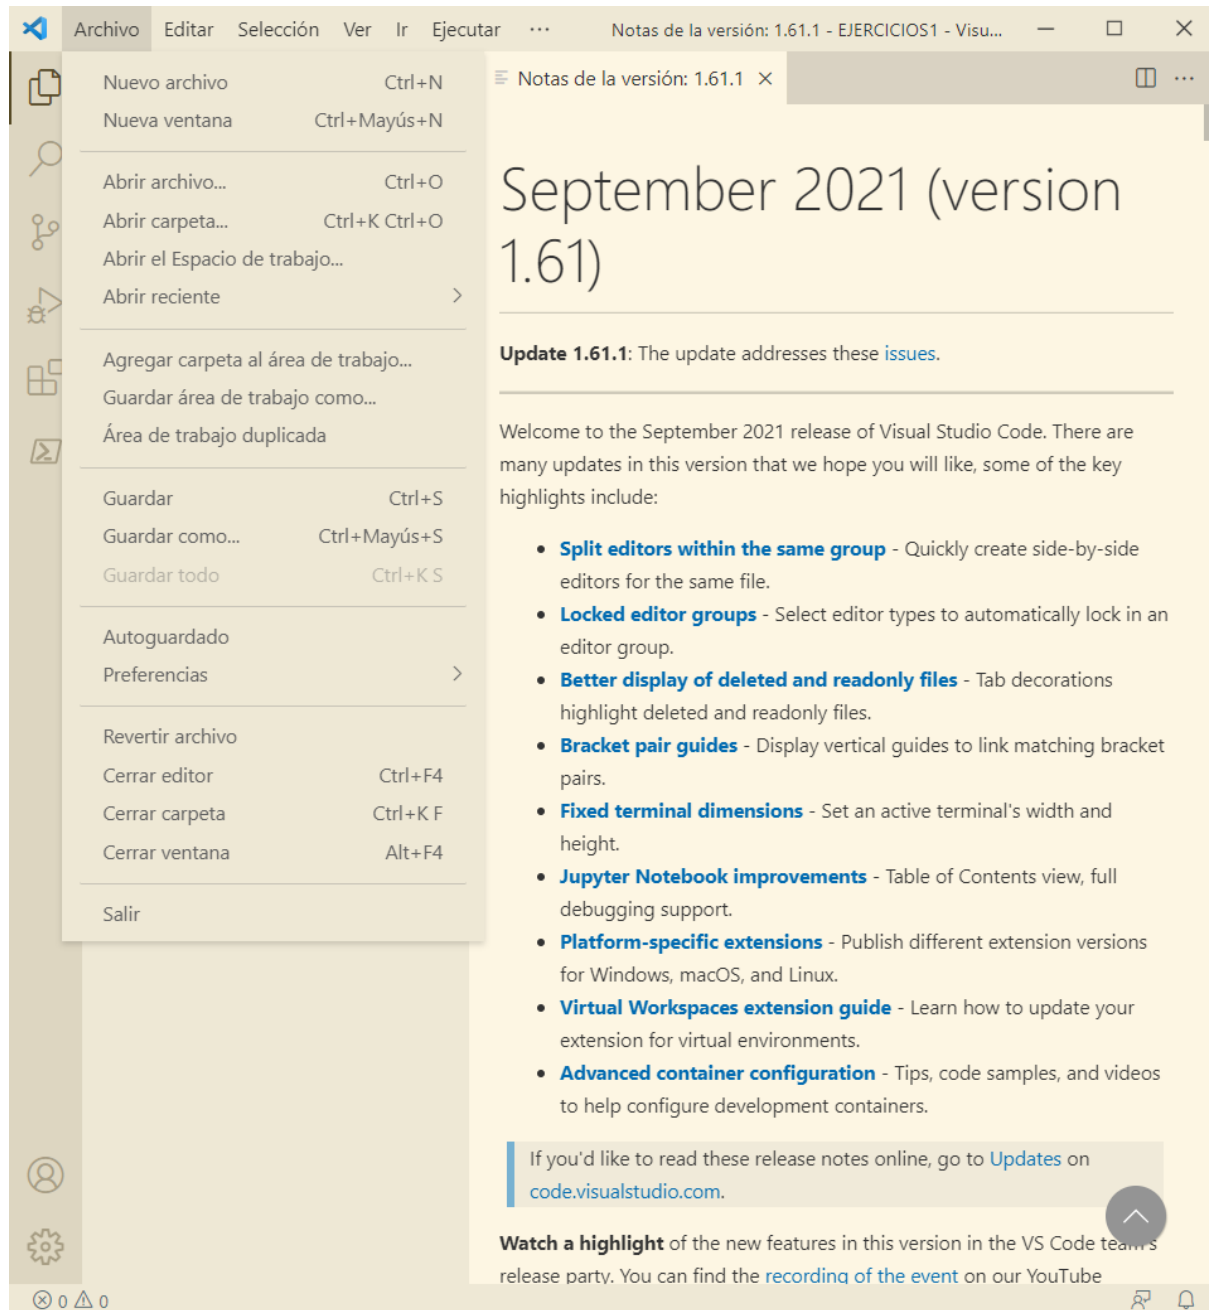 Archivo Editar Selección Ver Ir Ejecutar ··· Notas de la versión: 1.61.1 - EJERCICIOS1 - Visu...
Nuevo archivo Ctrl+N
Nueva ventana Ctrl+Mayús+N
Abrir archivo... Ctrl+O
Abrir carpeta... Ctrl+K Ctrl+O
Abrir el Espacio de trabajo...
Abrir reciente
Agregar carpeta al área de trabajo...
Guardar área de trabajo como...
Área de trabajo duplicada
Guardar Ctrl+S
Guardar como... Ctrl+Mayús+S
Guardar todo Ctrl+K S
Autoguardado
Preferencias
Revertir archivo
Cerrar editor Ctrl+F4
Cerrar carpeta Ctrl+K F
Cerrar ventana Alt+F4
Salir
Notas de la versión: 1.61.1
September 2021 (version
1.61)
Update 1.61.1: The update addresses these issues.
Welcome to the September 2021 release of Visual Studio Code. There are
many updates in this version that we hope you will like, some of the key
highlights include:
• Split editors within the same group - Quickly create side-by-side
editors for the same file.
• Locked editor groups - Select editor types to automatically lock in an
editor group.
• Better display of deleted and readonly files - Tab decorations
highlight deleted and readonly files.
• Bracket pair guides - Display vertical guides to link matching bracket
pairs.
• Fixed terminal dimensions - Set an active terminal's width and
height.
• Jupyter Notebook improvements - Table of Contents view, full
debugging support.
• Platform-specific extensions - Publish different extension versions
for Windows, macOS, and Linux.
• Virtual Workspaces extension guide - Learn how to update your
extension for virtual environments.
• Advanced container configuration - Tips, code samples, and videos
to help configure development containers.
If you'd like to read these release notes online, go to Updates on
code.visualstudio.com.
Watch a highlight of the new features in this version in the VS Code team's
release party. You can find the recording of the event on our YouTube
0 0